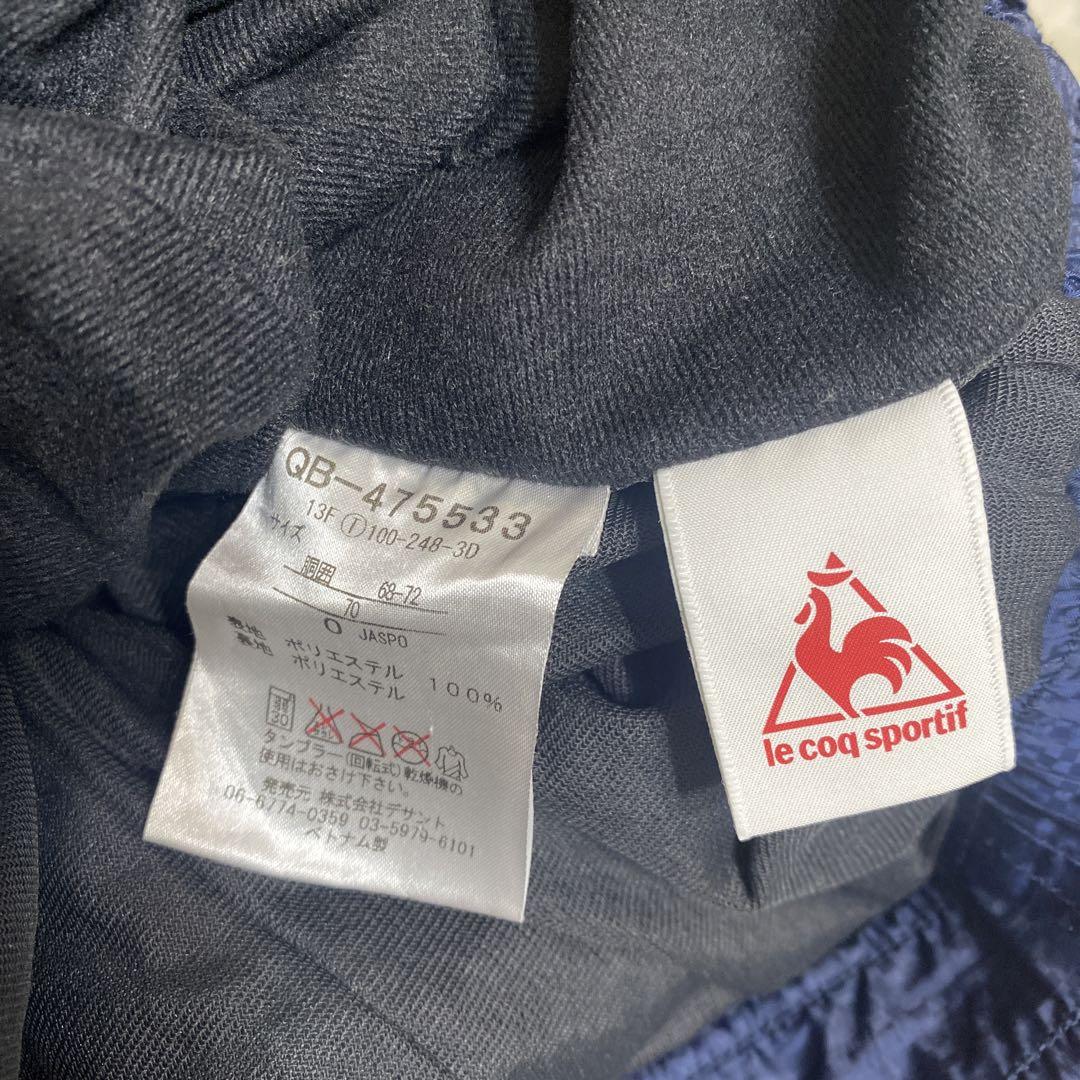 QB-475533
13F Ⓣ100-248-3D
サイズ
胴囲 68-72
70
O JASPO
表地 ポリエステル
裏地 ポリエステル 100%
タンブラー(回転式)乾燥機の
使用はおさけ下さい。
発売元 株式会社デサント
06-6774-0359 03-5979-6101
ベトナム製
le coq sportif